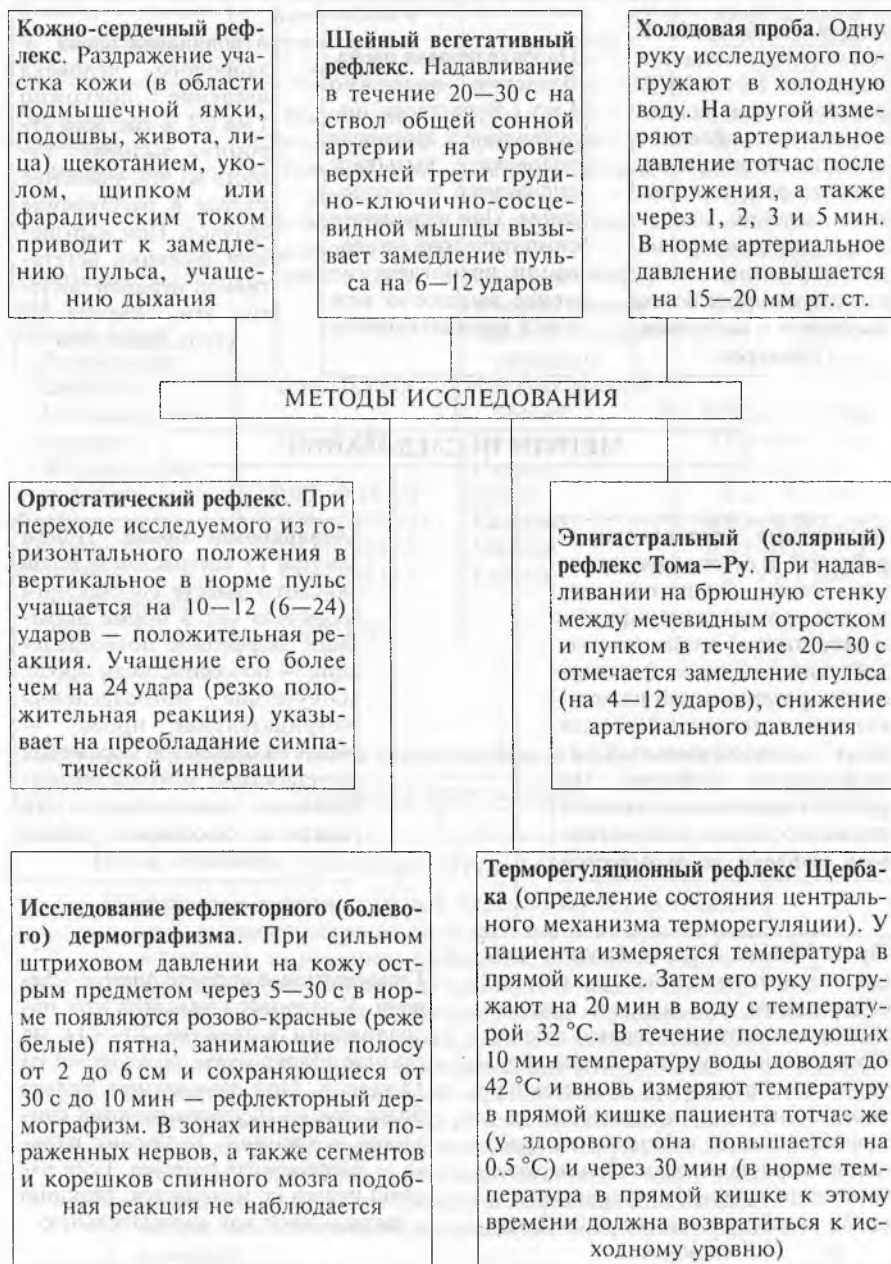 Кожно-сердечный реф-
лекс. Раздражение уча-
стка кожи (в области
подмышечной ямки,
подошвы, живота, ли-
ца) щекотанием, уко-
лом, щипком или
фарадическим током
приводит к замедле-
нию пульса, учаще-
нию дыхания
Шейный вегетативный
рефлекс. Надавливание
в течение 20—30 с на
ствол общей сонной
артерии на уровне
верхней трети груди-
но-ключично-сосце-
видной мышцы вызы-
вает замедление пуль-
са на 6—12 ударов
Холодовая проба. Одну
руку исследуемого по-
гружают в холодную
воду. На другой изме-
ряют артериальное
давление тотчас после
погружения, а также
через 1, 2, 3 и 5 мин.
В норме артериальное
давление повышается
на 15—20 мм рт. ст.
МЕТОДЫ ИССЛЕДОВАНИЯ
Ортостатический рефлекс. При
переходе исследуемого из го-
ризонтального положения в
вертикальное в норме пульс
учащается на 10—12 (6—24)
ударов — положительная ре-
акция. Учащение его более
чем на 24 удара (резко поло-
жительная реакция) указы-
вает на преобладание симпа-
тической иннервации
Эпигастральный (солярный)
рефлекс Тома—Ру. При надав-
ливании на брюшную стенку
между мечевидным отростком
и пупком в течение 20—30 с
отмечается замедление пульса
(на 4—12 ударов), снижение
артериального давления
Исследование рефлекторного (болево-
го) дермографизма. При сильном
штриховом давлении на кожу ост-
рым предметом через 5—30 с в нор-
ме появляются розово-красные (реже
белые) пятна, занимающие полосу
от 2 до 6 см и сохраняющиеся от
30 с до 10 мин — рефлекторный дер-
мографизм. В зонах иннервации по-
раженных нервов, а также сегментов
и корешков спинного мозга подоб-
ная реакция не наблюдается
Терморегуляционный рефлекс Щерба-
ка (определение состояния централь-
ного механизма терморегуляции). У
пациента измеряется температура в
прямой кишке. Затем его руку погру-
жают на 20 мин в воду с температу-
рой 32 °С. В течение последующих
10 мин температуру воды доводят до
42 °С и вновь измеряют температуру
в прямой кишке пациента тотчас же
(у здорового она повышается на
0.5 °С) и через 30 мин (в норме тем-
пература в прямой кишке к этому
времени должна возвратиться к ис-
ходному уровню)